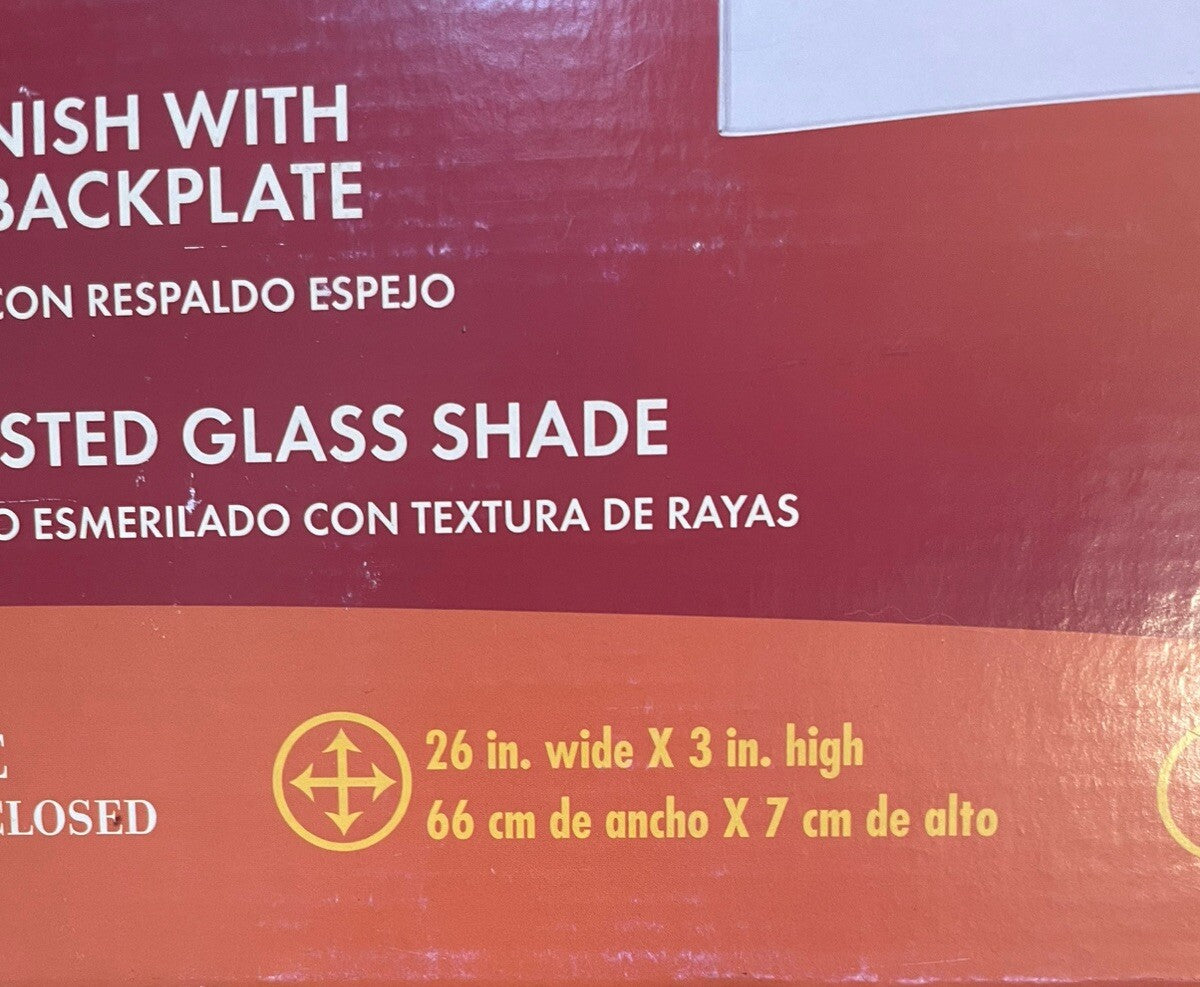 NISH WITH
BACKPLATE
CON RESPALDO ESPEJO
STED GLASS SHADE
O ESMERILADO CON TEXTURA DE RAYAS
E
CLOSED
26 in. wide X 3 in. high
66 cm de ancho X 7 cm de alto